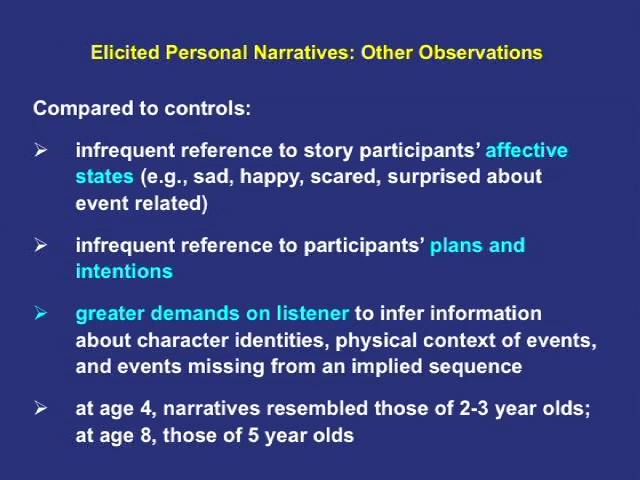 Elicited Personal Narratives: Other Observations
Compared to controls:
➢ infrequent reference to story participants’ affective
states (e.g., sad, happy, scared, surprised about
event related)
➢ infrequent reference to participants’ plans and
intentions
➢ greater demands on listener to infer information
about character identities, physical context of events,
and events missing from an implied sequence
➢ at age 4, narratives resembled those of 2-3 year olds;
at age 8, those of 5 year olds